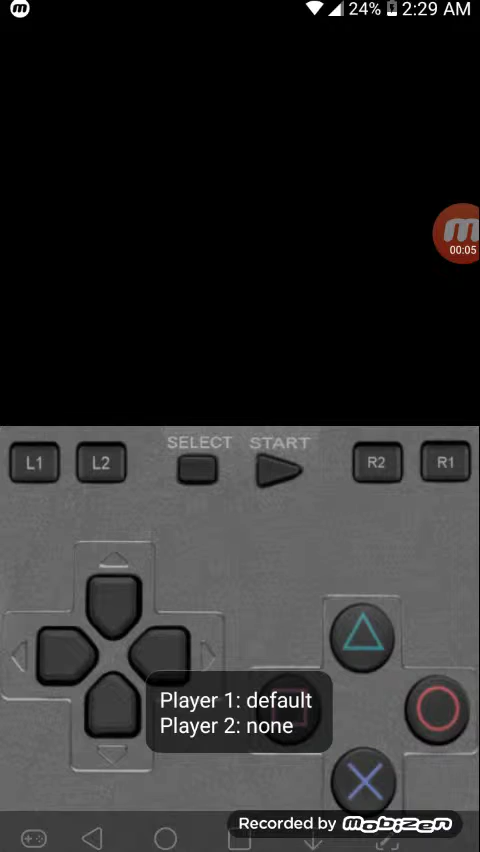 24% 2:29 AM
00:05
SELECT START
L1 L2 R2 R1
Player 1: default
Player 2: none
Recorded by mobizen